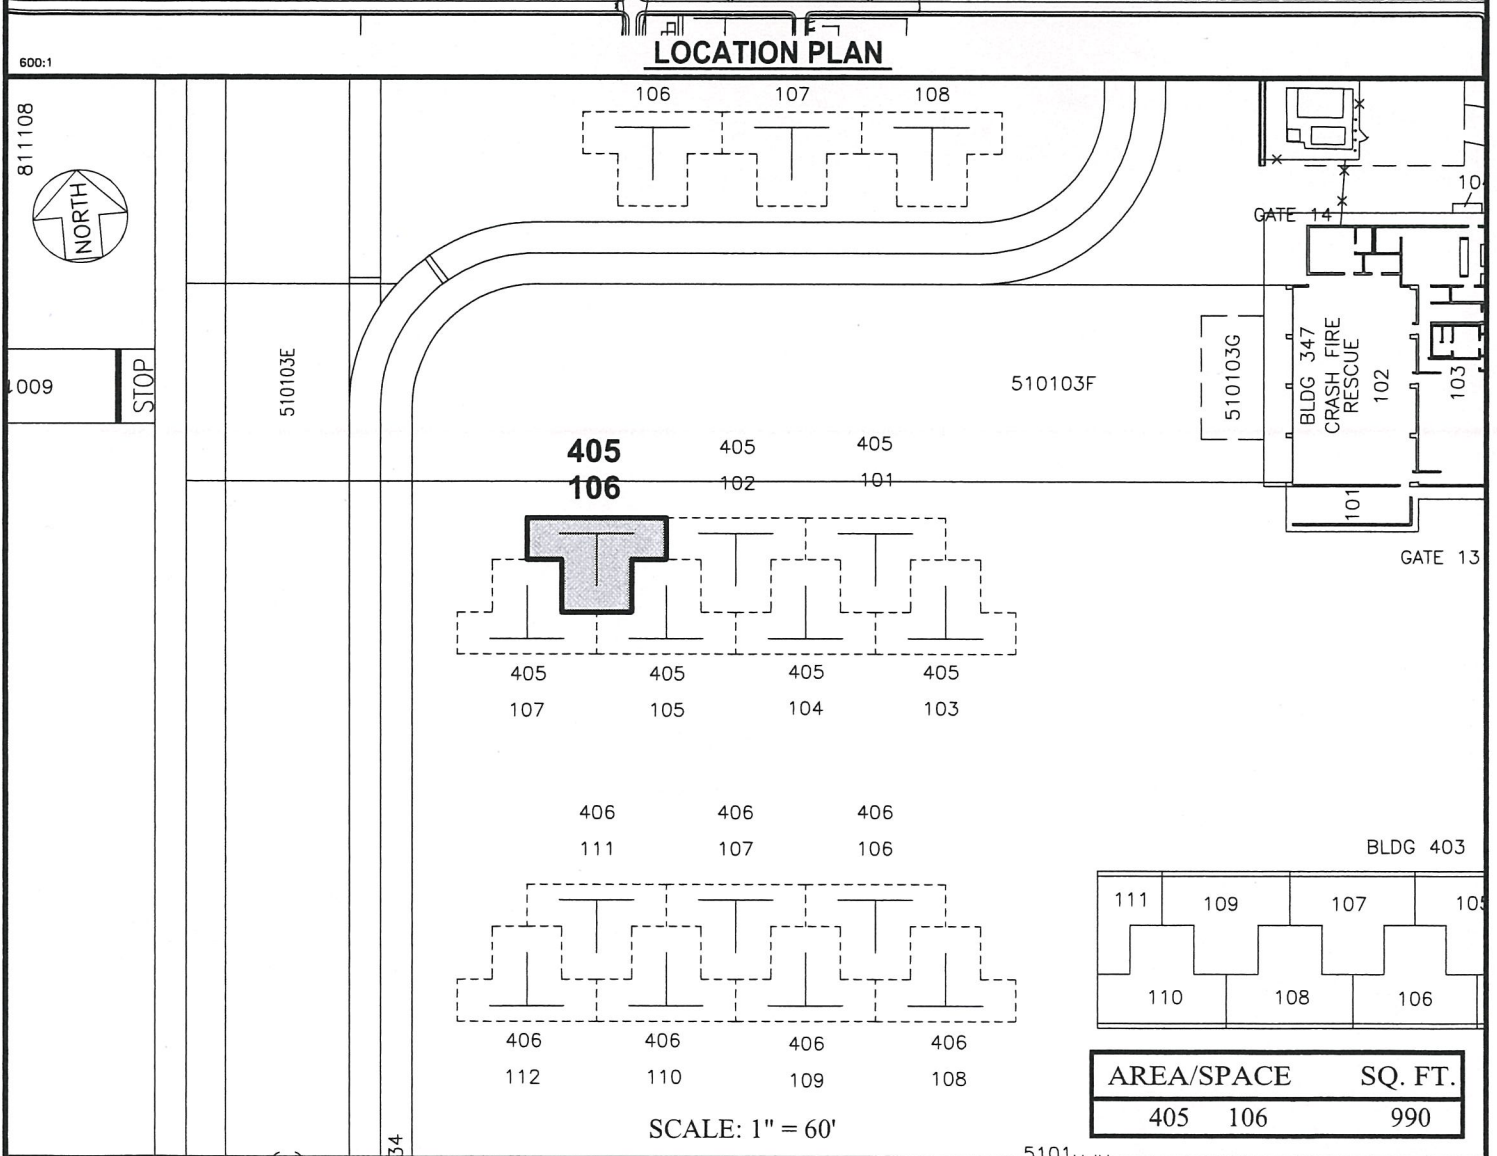 LOCATION PLAN
600:1
811108
NORTH
106 107 108
GATE 14
STOP
510103E
510103F
510103G
BLDG 347
CRASH FIRE
RESCUE
102
103
101
GATE 13
405 405 405
106 102 101
405 405 405 405
107 105 104 103
406 406 406
111 107 106
406 406 406 406
112 110 109 108
BLDG 403
111 109 107
110 108 106
SCALE: 1" = 60'
AREA/SPACE SQ. FT.
405 106 990
34